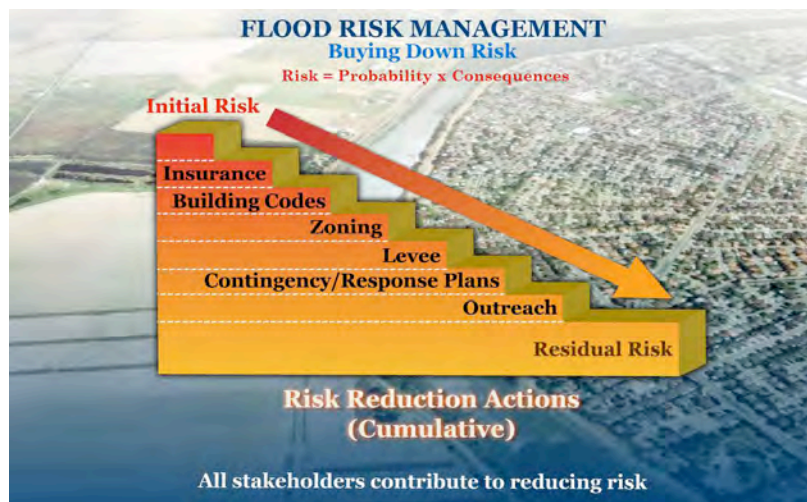 FLOOD RISK MANAGEMENT
Buying Down Risk
Risk = Probability x Consequences
Initial Risk
Insurance
Building Codes
Zoning
Levee
Contingency/Response Plans
Outreach
Residual Risk
Risk Reduction Actions
(Cumulative)
All stakeholders contribute to reducing risk